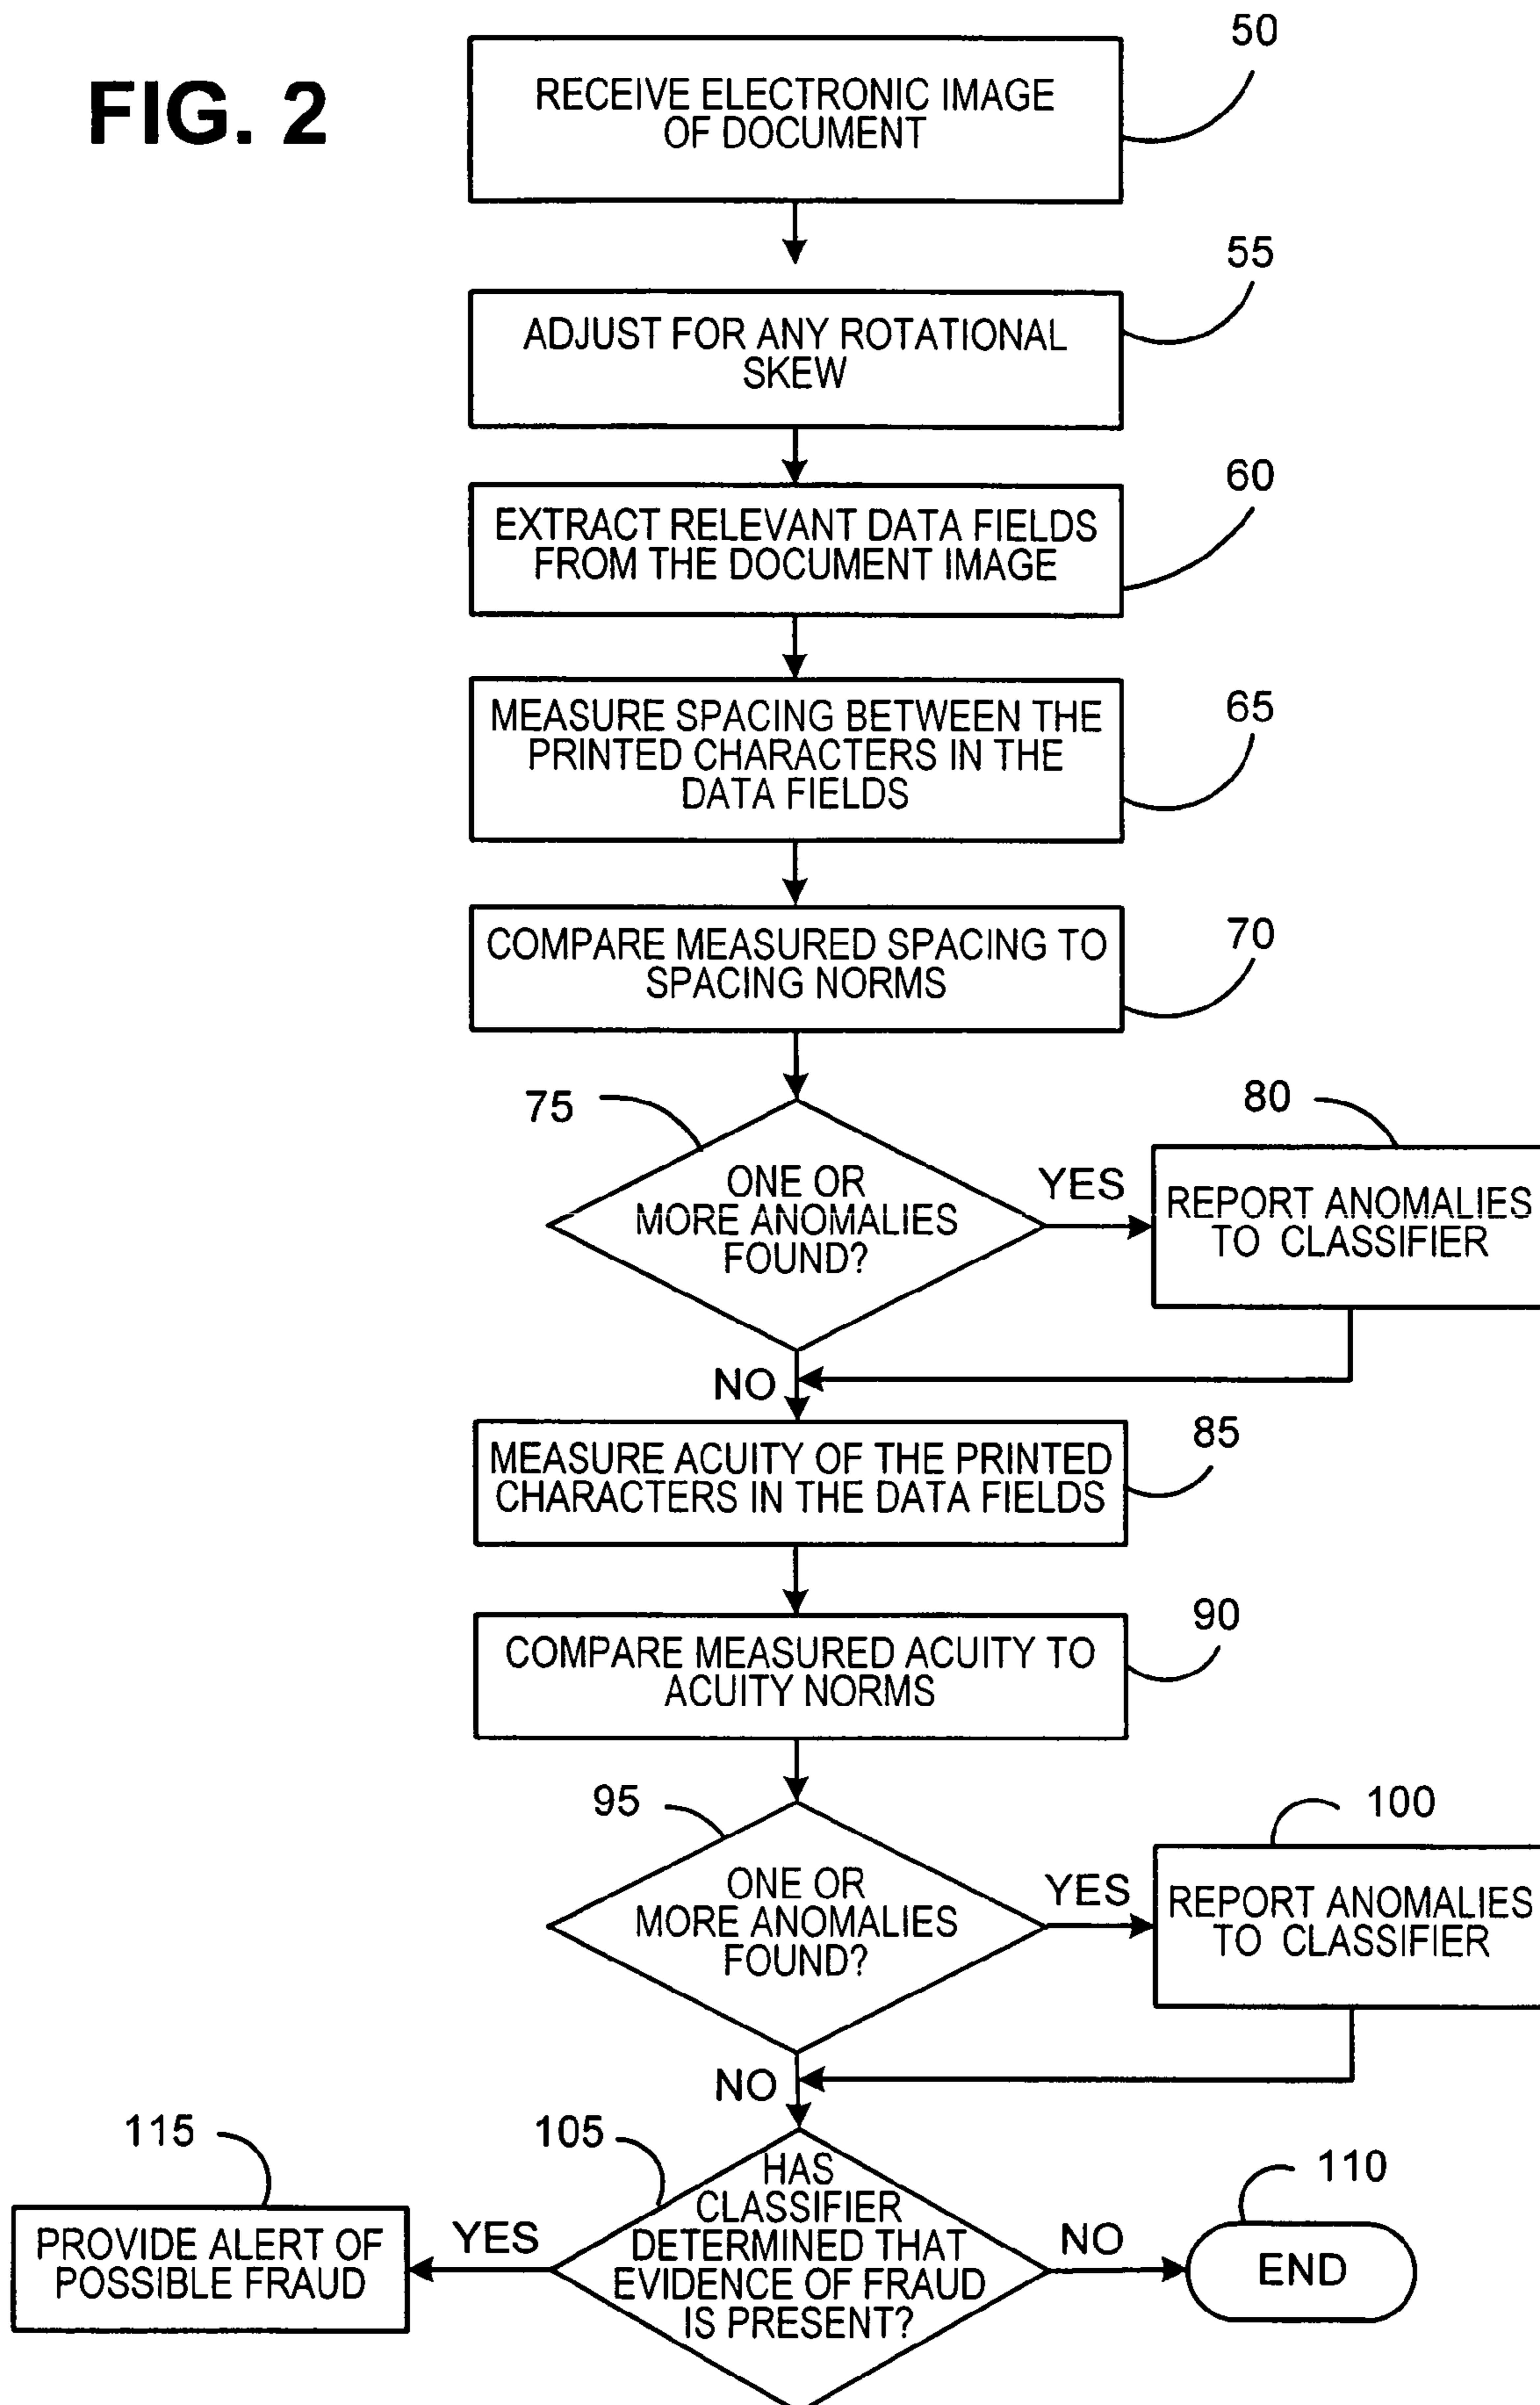 FIG. 2
50
RECEIVE ELECTRONIC IMAGE
OF DOCUMENT
55
ADJUST FOR ANY ROTATIONAL
SKEW
60
EXTRACT RELEVANT DATA FIELDS
FROM THE DOCUMENT IMAGE
65
MEASURE SPACING BETWEEN THE
PRINTED CHARACTERS IN THE
DATA FIELDS
70
COMPARE MEASURED SPACING TO
SPACING NORMS
75
ONE OR
MORE ANOMALIES
FOUND?
YES
80
REPORT ANOMALIES
TO CLASSIFIER
NO
85
MEASURE ACUITY OF THE PRINTED
CHARACTERS IN THE DATA FIELDS
90
COMPARE MEASURED ACUITY TO
ACUITY NORMS
95
ONE OR
MORE ANOMALIES
FOUND?
YES
100
REPORT ANOMALIES
TO CLASSIFIER
NO
105
HAS
CLASSIFIER
DETERMINED THAT
EVIDENCE OF FRAUD
IS PRESENT?
YES
115
PROVIDE ALERT OF
POSSIBLE FRAUD
NO
110
END